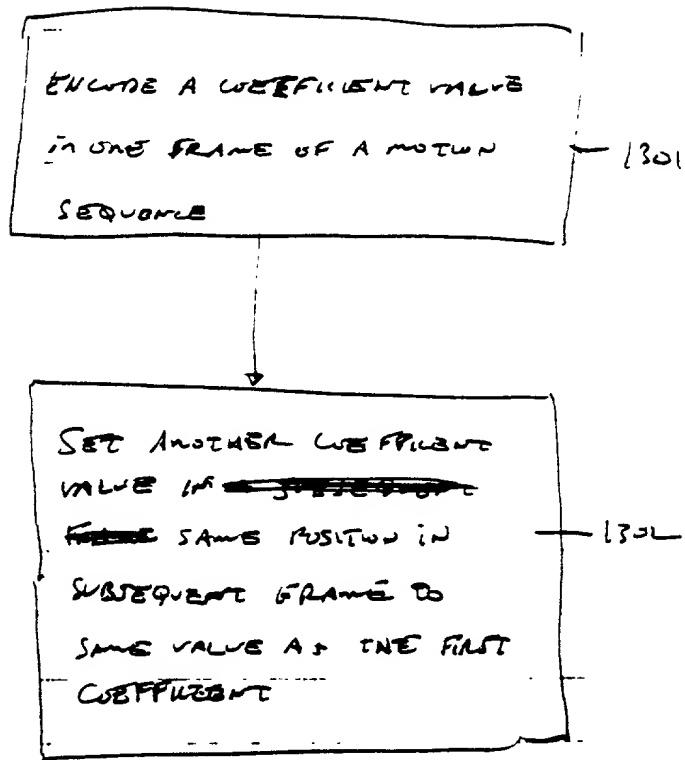 ENCODE A COEFFICIENT VALUE
in ONE FRAME OF A MOTION
SEQUENCE
1301
SET ANOTHER COEFFICIENT
VALUE IN
SAME POSITION IN
SUBSEQUENT FRAME TO
SAME VALUE AS THE FIRST
COEFFICIENT
1302